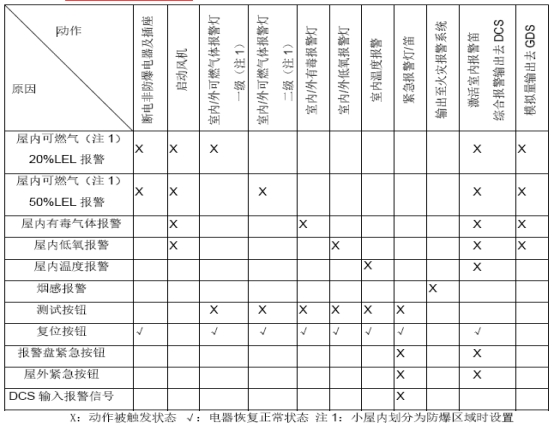 动作
原因
断电非防爆电器及插座
启动风机
室内/外可燃气体报警灯
一级（注 1）
室内/外可燃气体报警灯
二级（注 1）
室内/外有毒报警灯
室内/外低氧报警灯
室内温度报警
紧急报警灯/笛
输出至火灾报警系统
激活室内报警笛
综合报警输出去 DCS
模拟量输出去 GDS
屋内可燃气（注 1）
20%LEL 报警 X X X X X
屋内可燃气（注 1）
50%LEL 报警 X X X X X
屋内有毒气体报警 X X X X
屋内低氧报警 X X X X
屋内温度报警 X X
烟感报警 X
测试按钮 X X X X X X
复位按钮 √ √ √ √ √ √ √ √
报警盘紧急按钮 X X
屋外紧急按钮 X X
DCS 输入报警信号 X
X：动作被触发状态 √：电器恢复正常状态 注 1：小屋内划分为防爆区域时设置